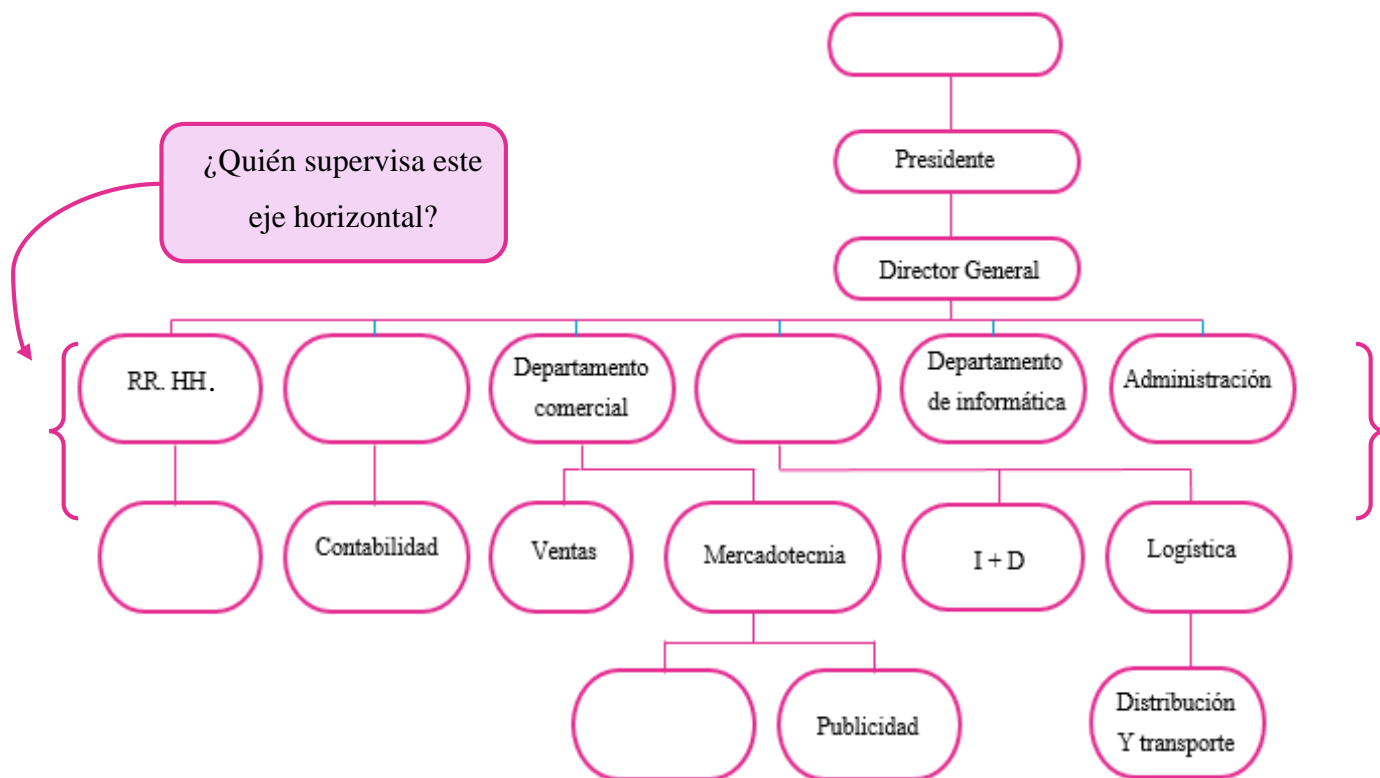 ¿Quién supervisa este
eje horizontal?
Presidente
Director General
RR. HH.
Departamento
comercial
Departamento
de informática
Administración
Contabilidad
Ventas
Mercadotecnia
I + D
Logística
Publicidad
Distribución
Y transporte